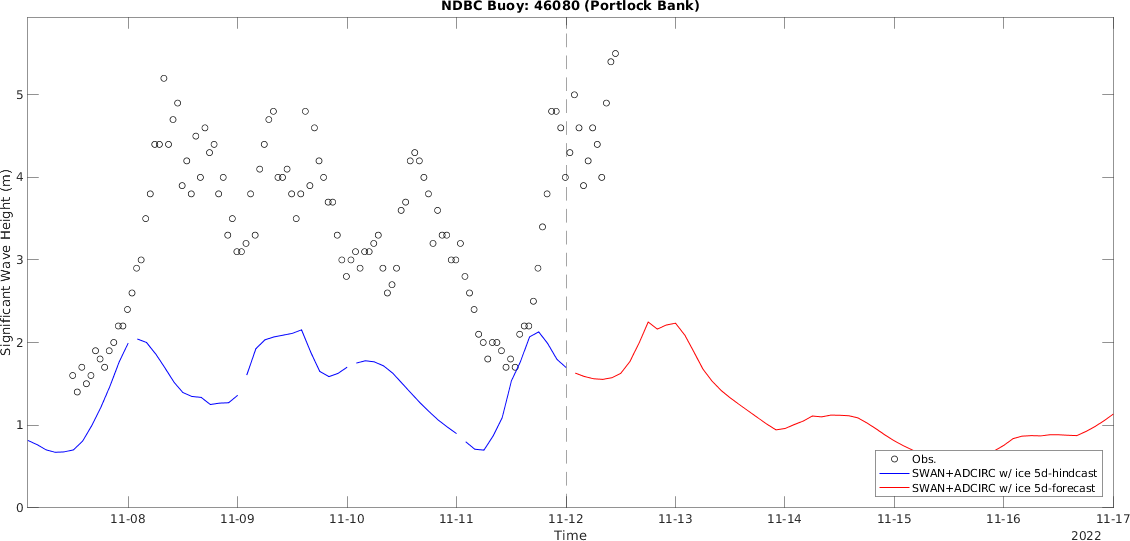 NDBC Buoy: 46080 (Portlock Bank)
Significant Wave Height (m)
5
4
3
2
1
0
Obs.
SWAN+ADCIRC w/ ice 5d-hindcast
SWAN+ADCIRC w/ ice 5d-forecast
11-08 11-09 11-10 11-11 11-12 11-13 11-14 11-15 11-16 11-17
Time
2022